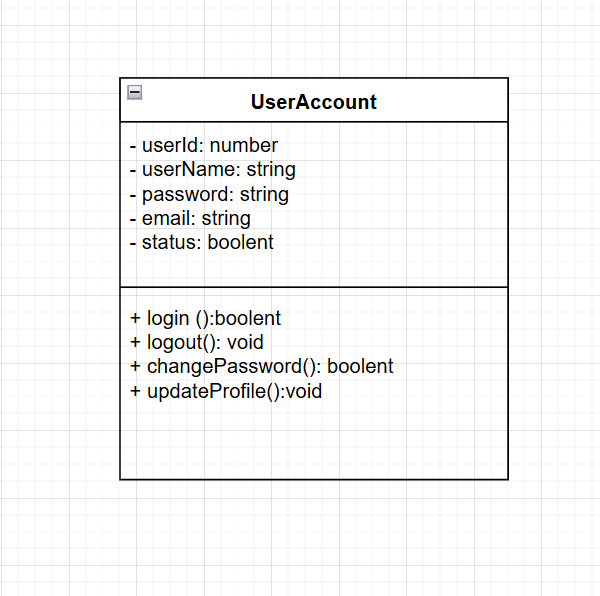 UserAccount
- userId: number
- userName: string
- password: string
- email: string
- status: boolent
+ login ():boolent
+ logout(): void
+ changePassword(): boolent
+ updateProfile():void